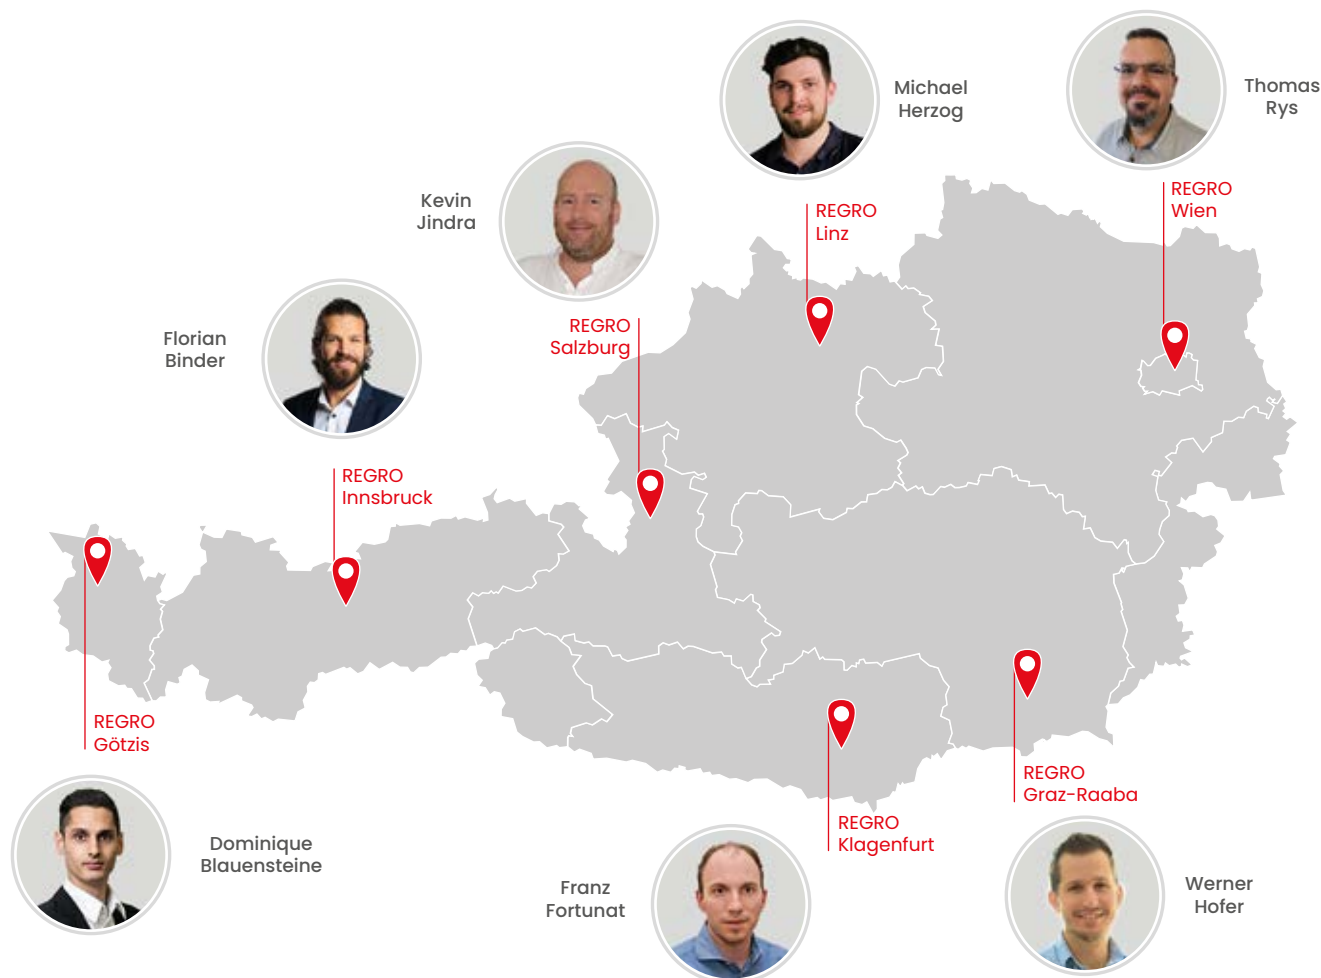 Michael
Herzog
Thomas
Rys
Kevin
Jindra
REGRO
Linz
REGRO
Wien
Florian
Binder
REGRO
Salzburg
REGRO
Innsbruck
REGRO
Götzis
REGRO
Graz-Raaba
REGRO
Klagenfurt
Dominique
Blauensteine
Franz
Fortunat
Werner
Hofer